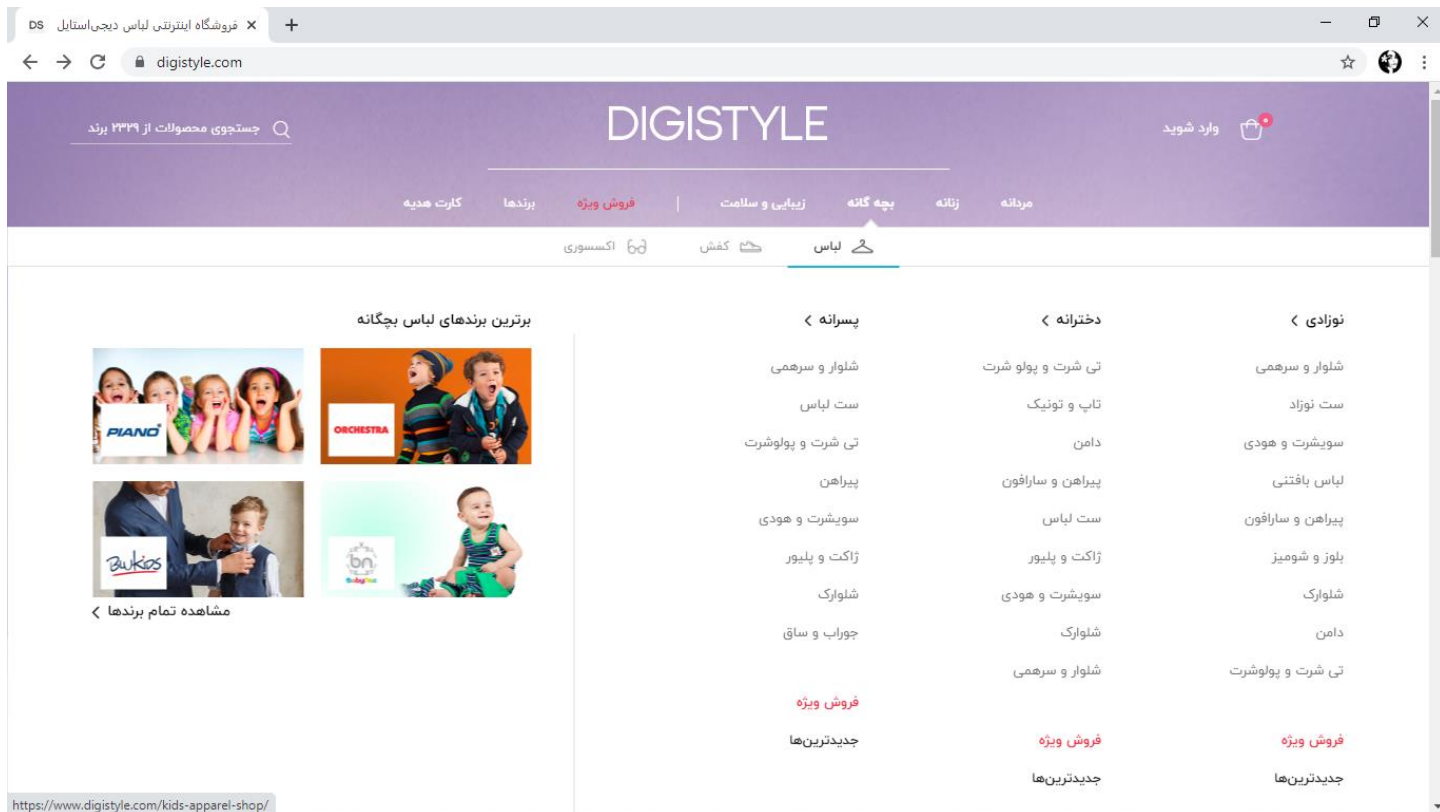 DS فروشگاه اینترنتی لباس دیجی‌استایل
digistyle.com
جستجوی محصولات از ۲۳۲۹ برند
DIGISTYLE
وارد شوید
۰
مردانه
زنانه
بچه گانه
زیبایی و سلامت
فروش ویژه
برندها
کارت هدیه
لباس
کفش
اکسسوری
نوزادی
شلوار و سرهمی
ست نوزاد
سویشرت و هودی
لباس بافتنی
پیراهن و سارافون
بلوز و شومیز
شلوارک
دامن
تی شرت و پولوشرت
فروش ویژه
جدیدترین‌ها
دخترانه
تی شرت و پولو شرت
تاپ و تونیک
دامن
پیراهن و سارافون
ست لباس
ژاکت و پلیور
سویشرت و هودی
شلوارک
شلوار و سرهمی
فروش ویژه
جدیدترین‌ها
پسرانه
شلوار و سرهمی
ست لباس
تی شرت و پولوشرت
پیراهن
سویشرت و هودی
ژاکت و پلیور
شلوارک
جوراب و ساق
فروش ویژه
جدیدترین‌ها
برترین برندهای لباس بچگانه
ORCHESTRA
PIANO
bn
BWKIDS
مشاهده تمام برندها
https://www.digistyle.com/kids-apparel-shop/